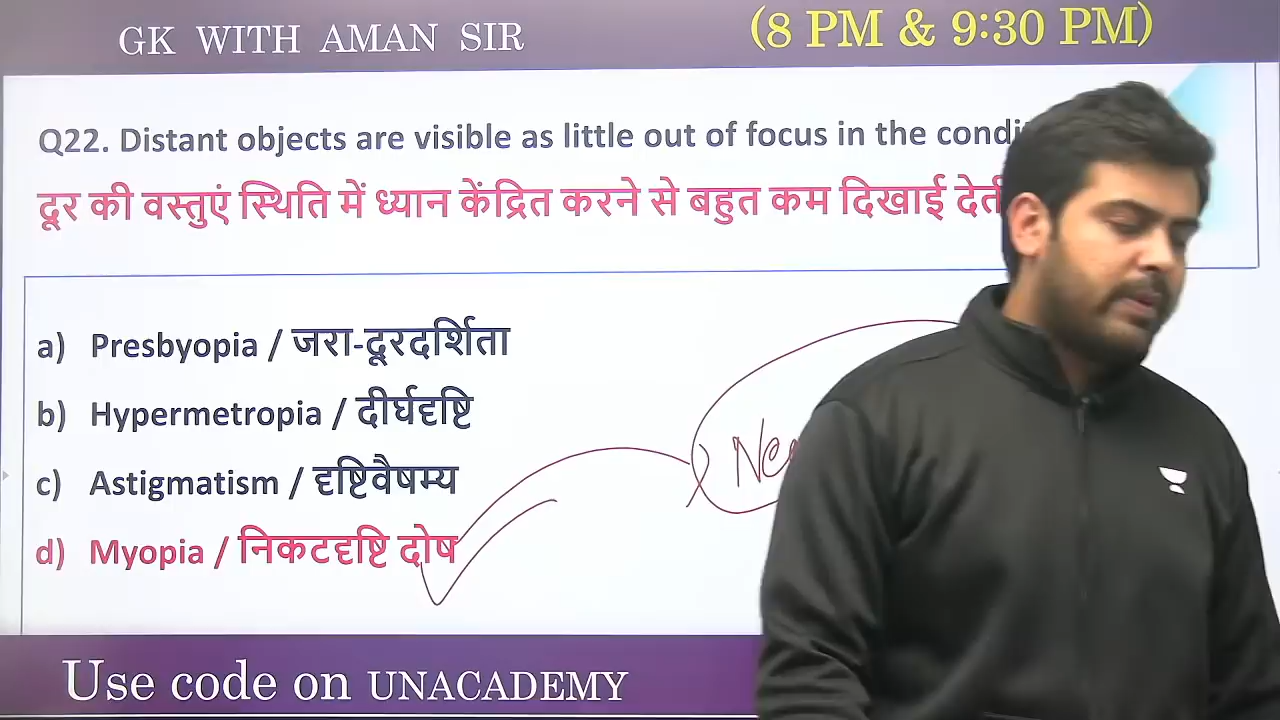 GK WITH AMAN SIR
(8 PM & 9:30 PM)
Q22. Distant objects are visible as little out of focus in the
दूर की वस्तुएं स्थिति में ध्यान केंद्रित करने से बहुत कम दिखाई
a) Presbyopia / जरा-दूरदर्शिता
b) Hypermetropia / दीर्घदृष्टि
c) Astigmatism / दृष्टिवैषम्य
d) Myopia / निकटदृष्टि दोष
Use code on UNACADEMY